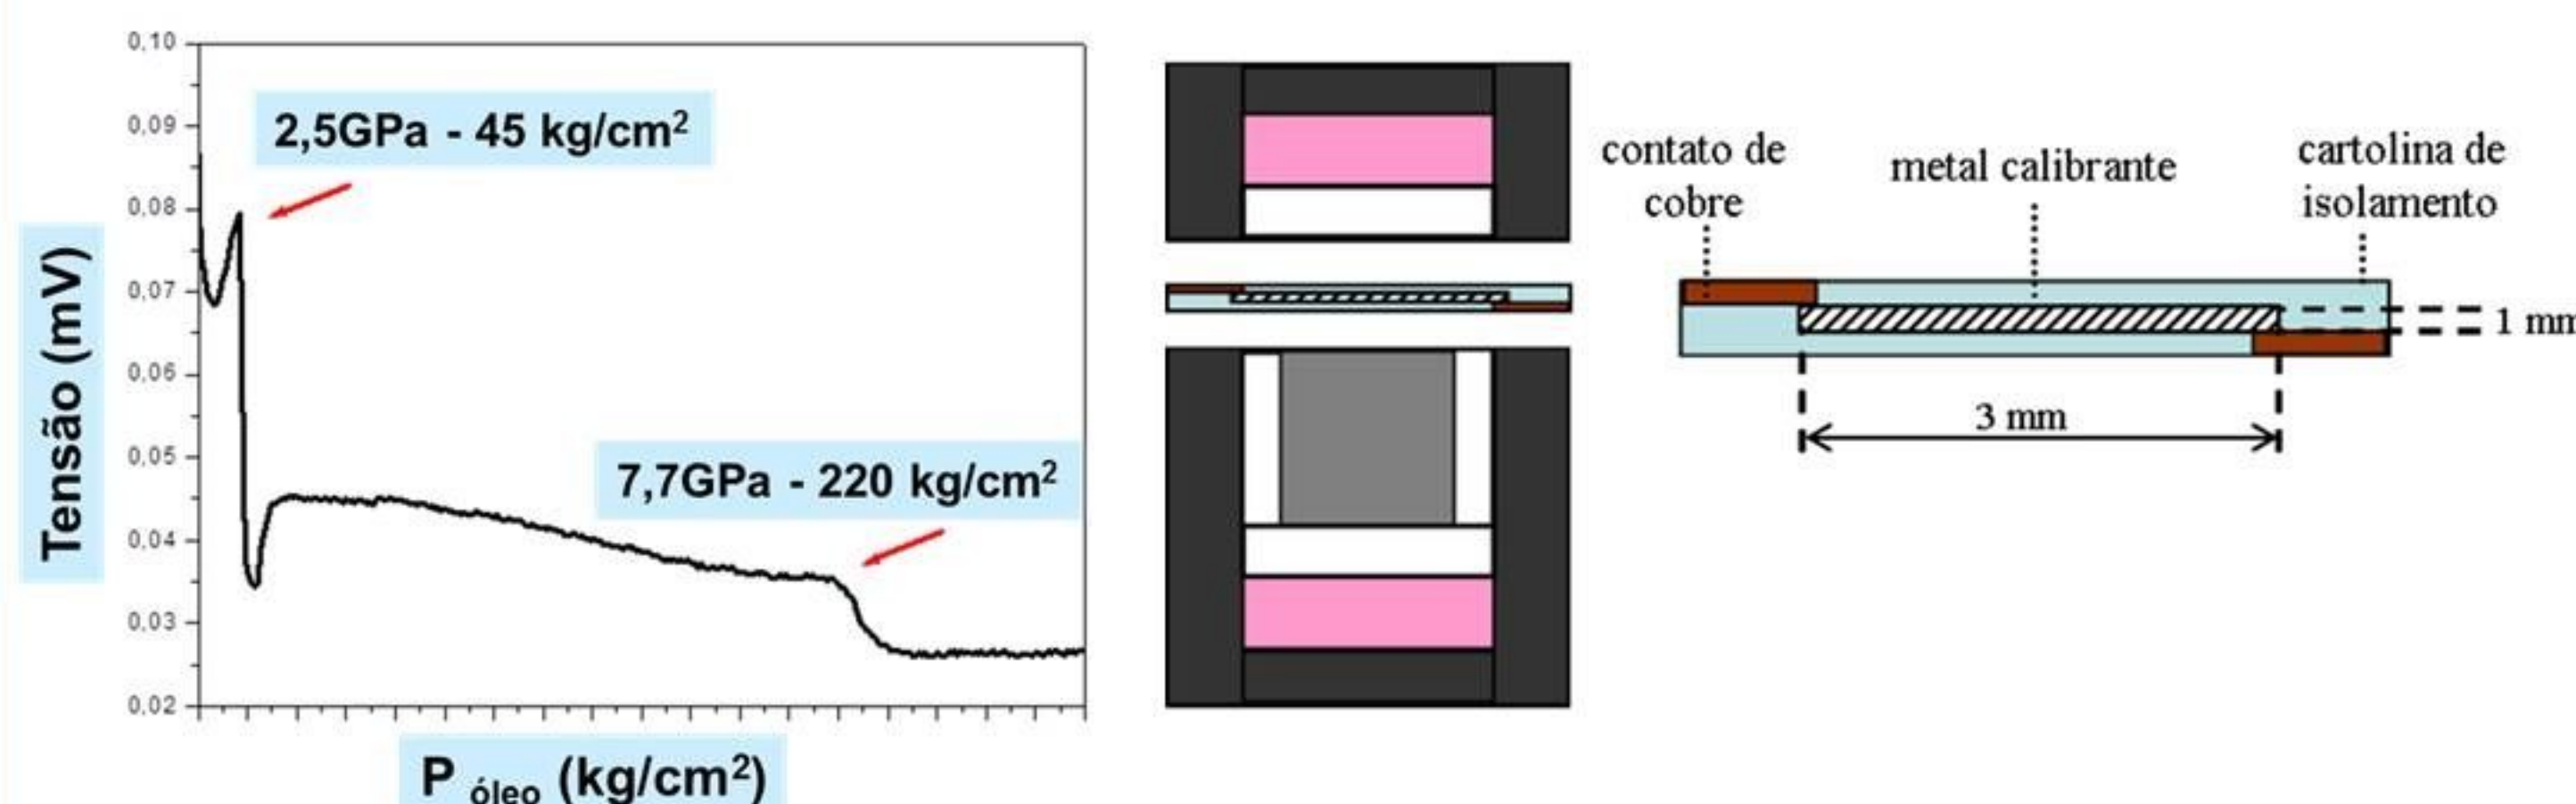 0,10
0,09
0,08
0,07
0,06
0,05
0,04
0,03
0,02
Tensão (mV)
2,5GPa - 45 kg/cm²
7,7GPa - 220 kg/cm²
P óleo (kg/cm²)
contato de
cobre
metal calibrante
cartolina de
isolamento
1 mm
3 mm